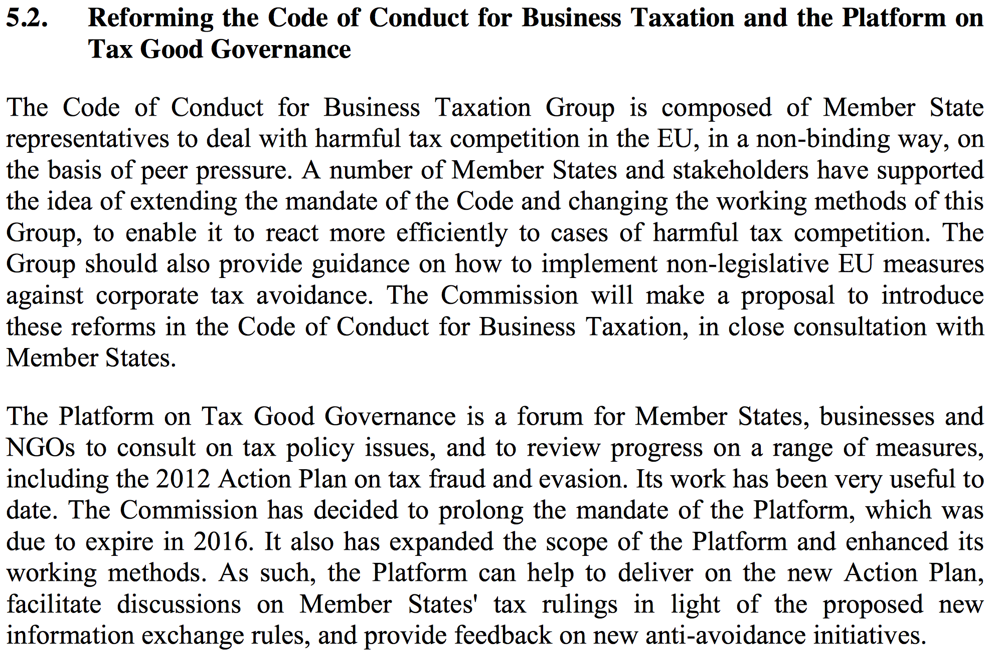 5.2. Reforming the Code of Conduct for Business Taxation and the Platform on
Tax Good Governance
The Code of Conduct for Business Taxation Group is composed of Member State
representatives to deal with harmful tax competition in the EU, in a non-binding way, on
the basis of peer pressure. A number of Member States and stakeholders have supported
the idea of extending the mandate of the Code and changing the working methods of this
Group, to enable it to react more efficiently to cases of harmful tax competition. The
Group should also provide guidance on how to implement non-legislative EU measures
against corporate tax avoidance. The Commission will make a proposal to introduce
these reforms in the Code of Conduct for Business Taxation, in close consultation with
Member States.
The Platform on Tax Good Governance is a forum for Member States, businesses and
NGOs to consult on tax policy issues, and to review progress on a range of measures,
including the 2012 Action Plan on tax fraud and evasion. Its work has been very useful to
date. The Commission has decided to prolong the mandate of the Platform, which was
due to expire in 2016. It also has expanded the scope of the Platform and enhanced its
working methods. As such, the Platform can help to deliver on the new Action Plan,
facilitate discussions on Member States' tax rulings in light of the proposed new
information exchange rules, and provide feedback on new anti-avoidance initiatives.